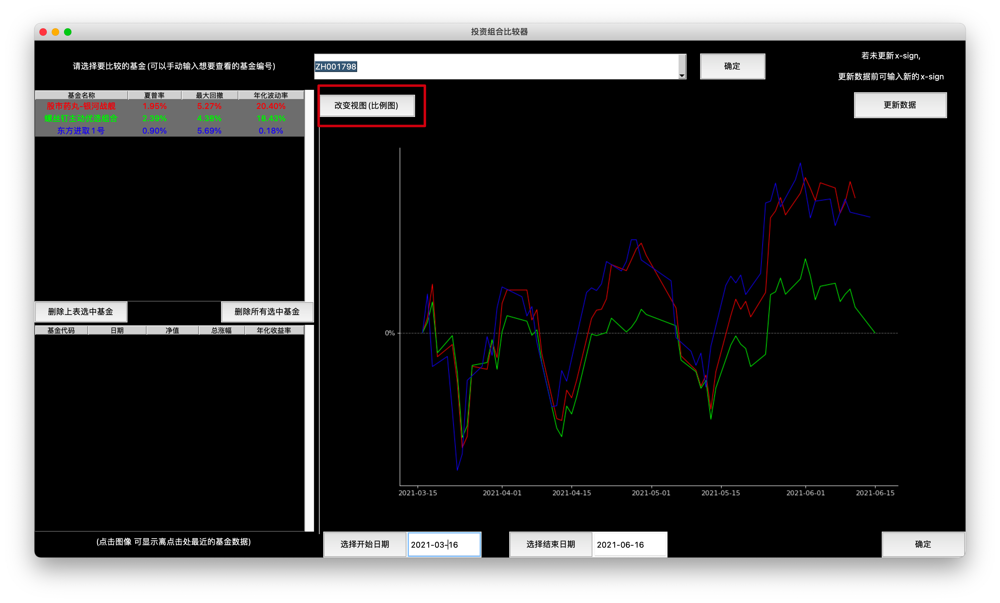 投资组合比较器
请选择要比较的基金(可以手动输入想要查看的基金编号)
ZH001798
确定
若未更新x-sign,
更新数据前可输入新的x-sign
基金名称 夏普率 最大回撤 年化波动率
股市药丸-银河战舰 1.95% 5.27% 20.40%
螺丝钉主动优选组合 2.39% 4.38% 18.43%
东方进取1号 0.90% 5.69% 0.18%
改变视图(比例图)
更新数据
删除上表选中基金
删除所有选中基金
基金代码 日期 净值 总涨幅 年化收益率
0%
2021-03-15 2021-04-01 2021-04-15 2021-05-01 2021-05-15 2021-06-01 2021-06-15
(点击图像 可显示离点击处最近的基金数据)
选择开始日期 2021-03-16
选择结束日期 2021-06-16
确定